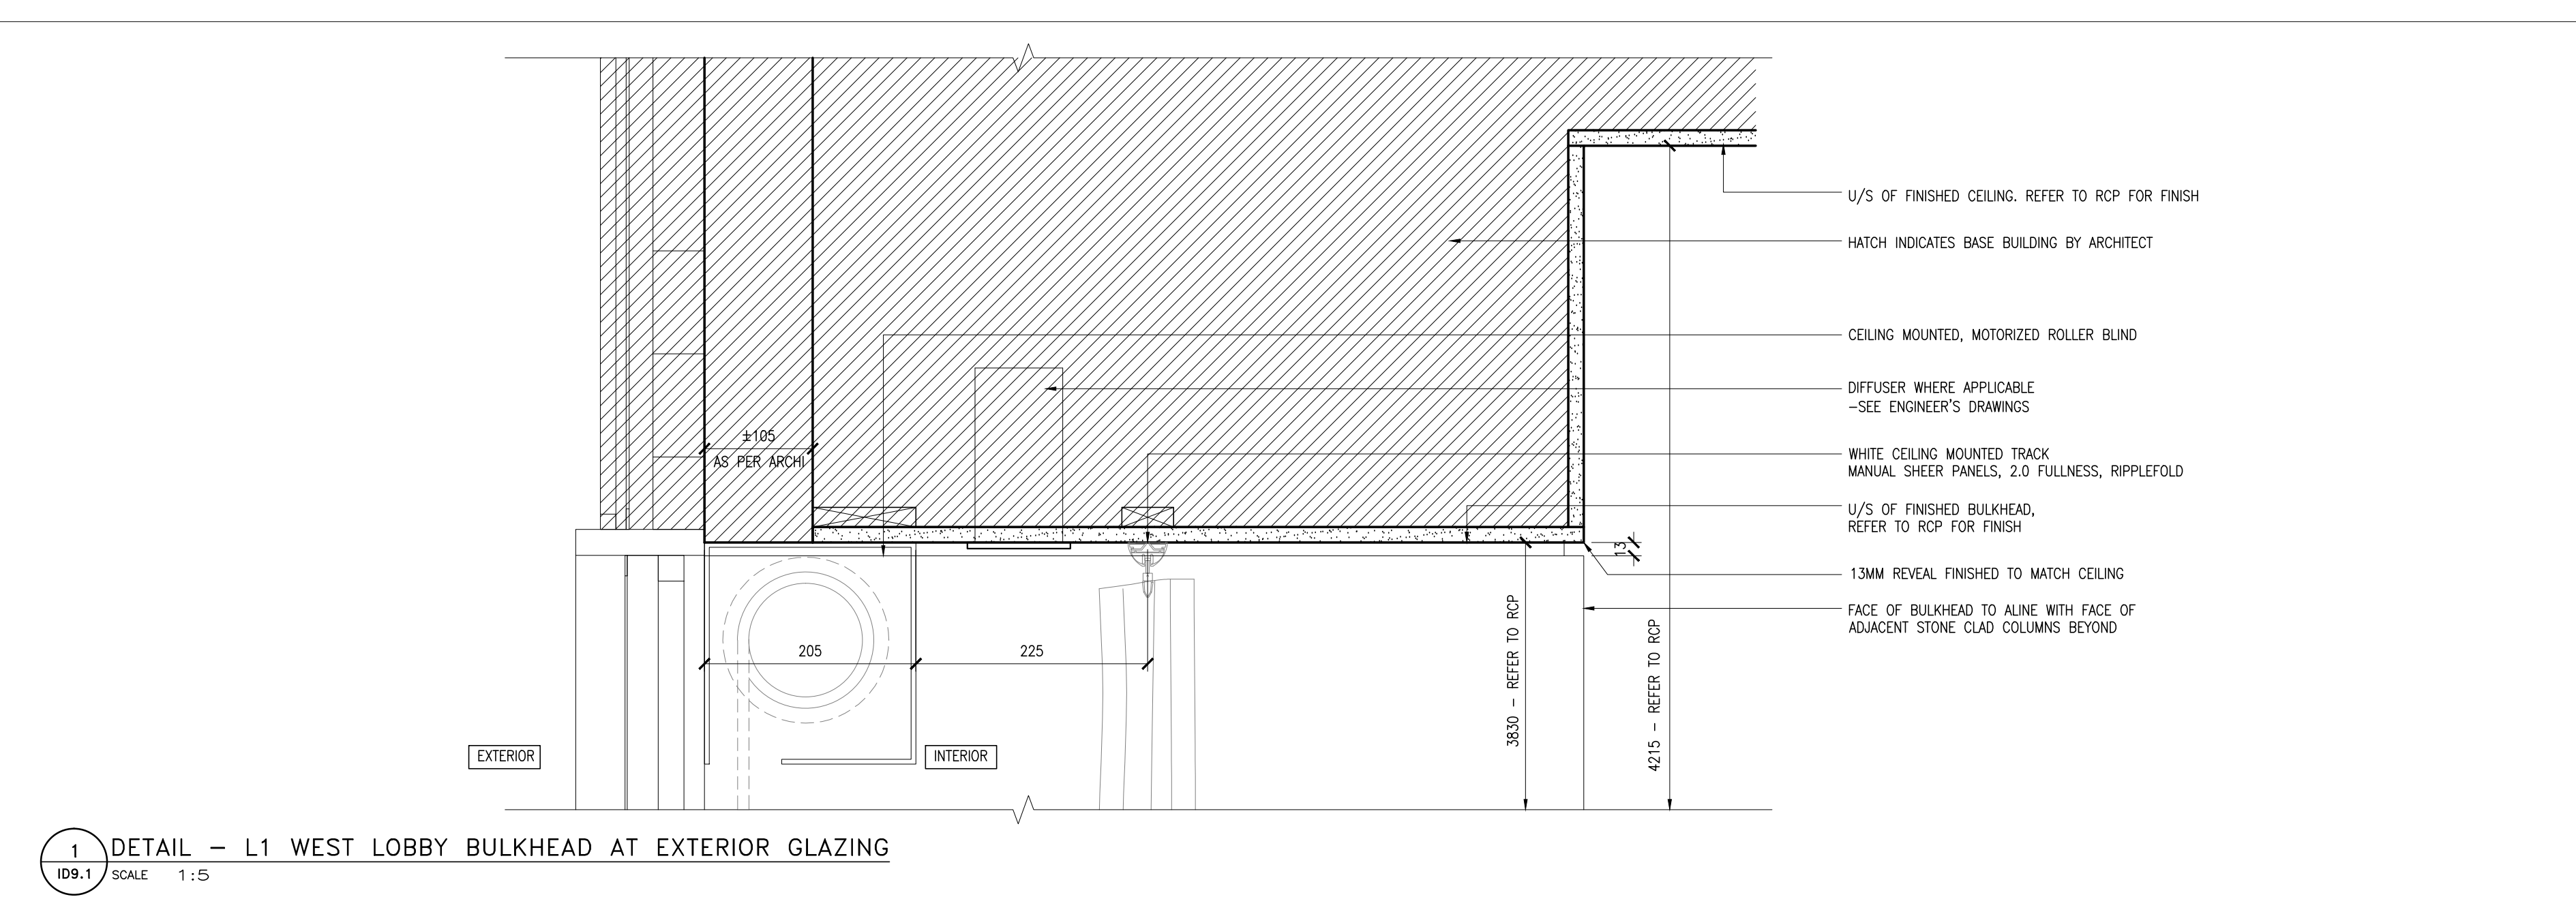 U/S OF FINISHED CEILING. REFER TO RCP FOR FINISH
HATCH INDICATES BASE BUILDING BY ARCHITECT
CEILING MOUNTED, MOTORIZED ROLLER BLIND
DIFFUSER WHERE APPLICABLE
-SEE ENGINEER'S DRAWINGS
±105
AS PER ARCHI
WHITE CEILING MOUNTED TRACK
MANUAL SHEER PANELS, 2.0 FULLNESS, RIPPLEFOLD
U/S OF FINISHED BULKHEAD,
REFER TO RCP FOR FINISH
13
13MM REVEAL FINISHED TO MATCH CEILING
FACE OF BULKHEAD TO ALINE WITH FACE OF
ADJACENT STONE CLAD COLUMNS BEYOND
205
225
3830 - REFER TO RCP
4215 - REFER TO RCP
EXTERIOR
INTERIOR
1
ID9.1
DETAIL - L1 WEST LOBBY BULKHEAD AT EXTERIOR GLAZING
SCALE 1:5